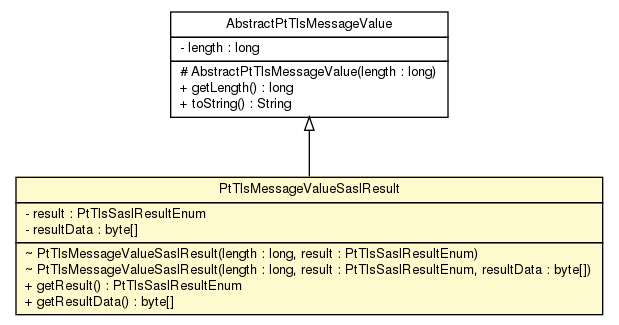 AbstractPtTlsMessageValue
- length : long
# AbstractPtTlsMessageValue(length : long)
+ getLength() : long
+ toString() : String
PtTlsMessageValueSaslResult
- result : PtTlsSaslResultEnum
- resultData : byte[]
~ PtTlsMessageValueSaslResult(length : long, result : PtTlsSaslResultEnum)
~ PtTlsMessageValueSaslResult(length : long, result : PtTlsSaslResultEnum, resultData : byte[])
+ getResult() : PtTlsSaslResultEnum
+ getResultData() : byte[]